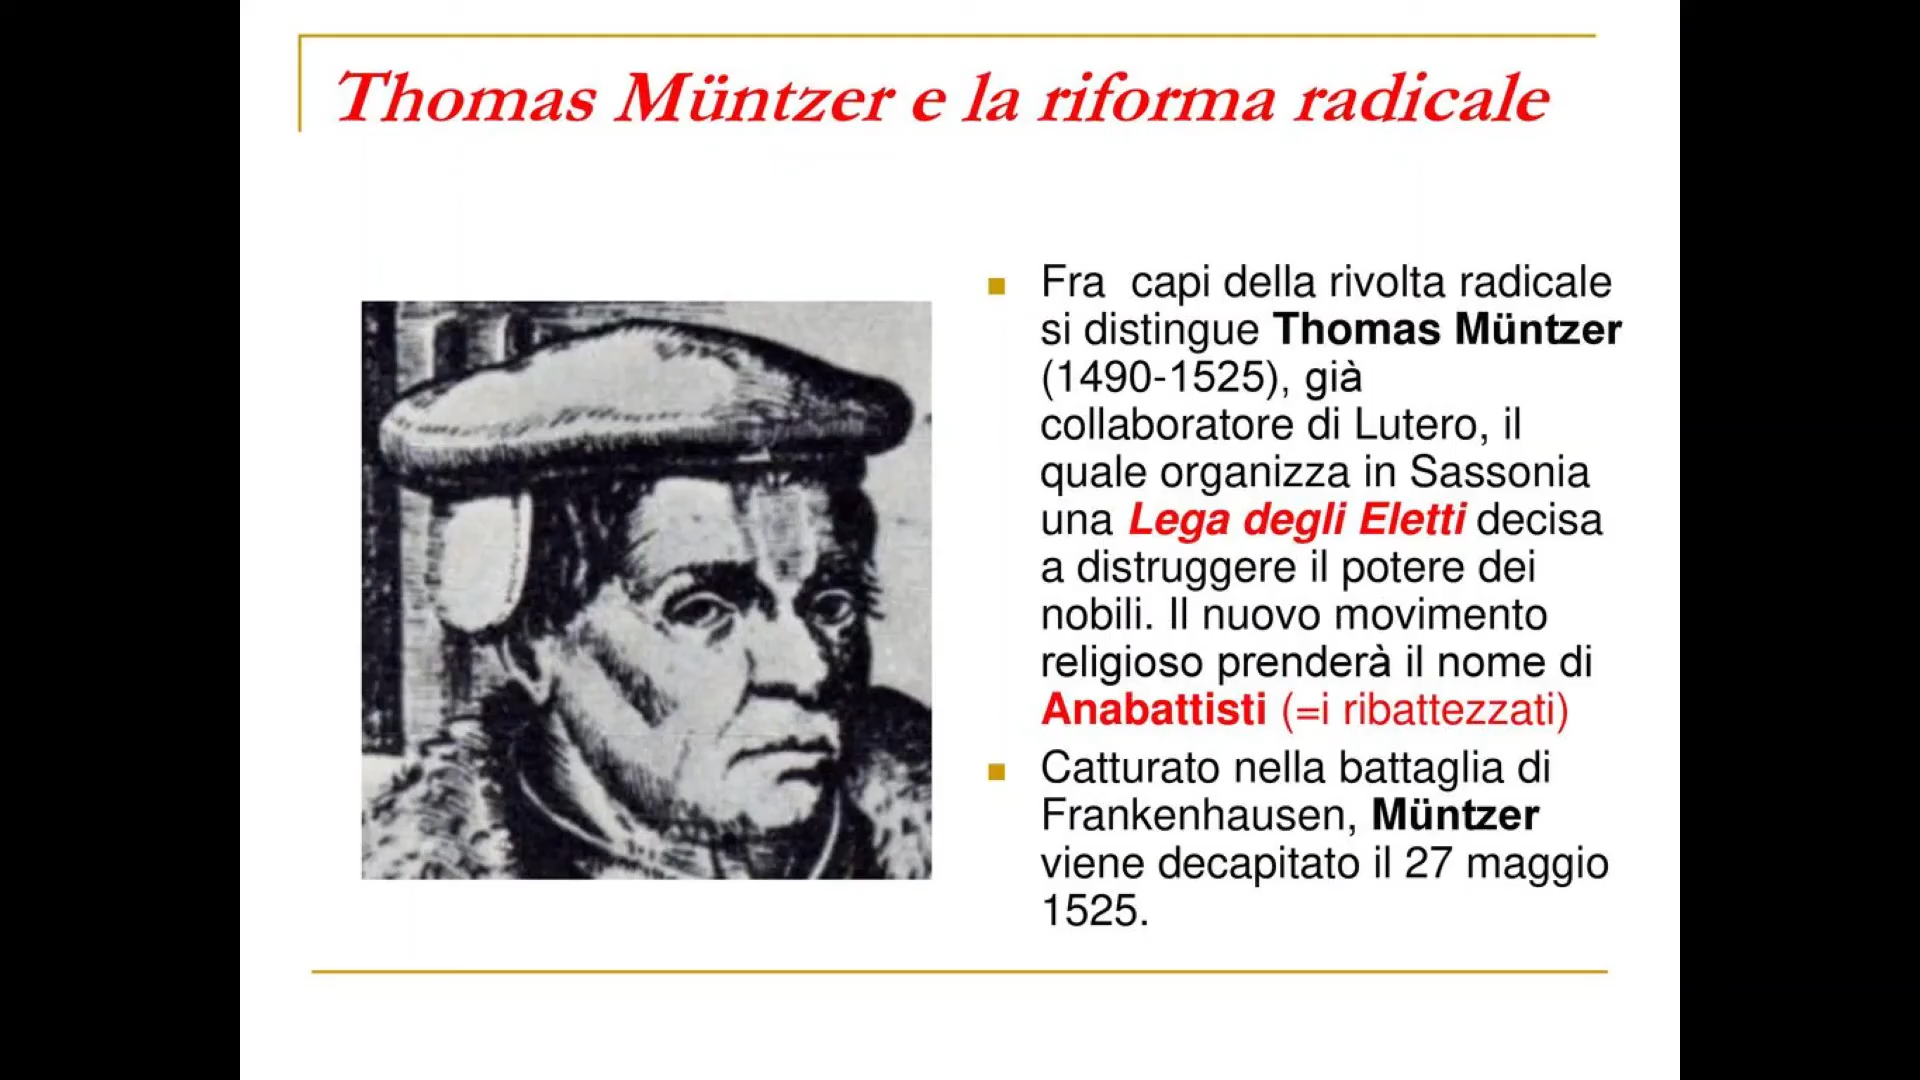 Thomas Müntzer e la riforma radicale
Fra  capi della rivolta radicale
si distingue Thomas Müntzer
(1490-1525), già
collaboratore di Lutero, il
quale organizza in Sassonia
una Lega degli Eletti decisa
a distruggere il potere dei
nobili. Il nuovo movimento
religioso prenderà il nome di
Anabattisti (=i ribattezzati)
Catturato nella battaglia di
Frankenhausen, Müntzer
viene decapitato il 27 maggio
1525.